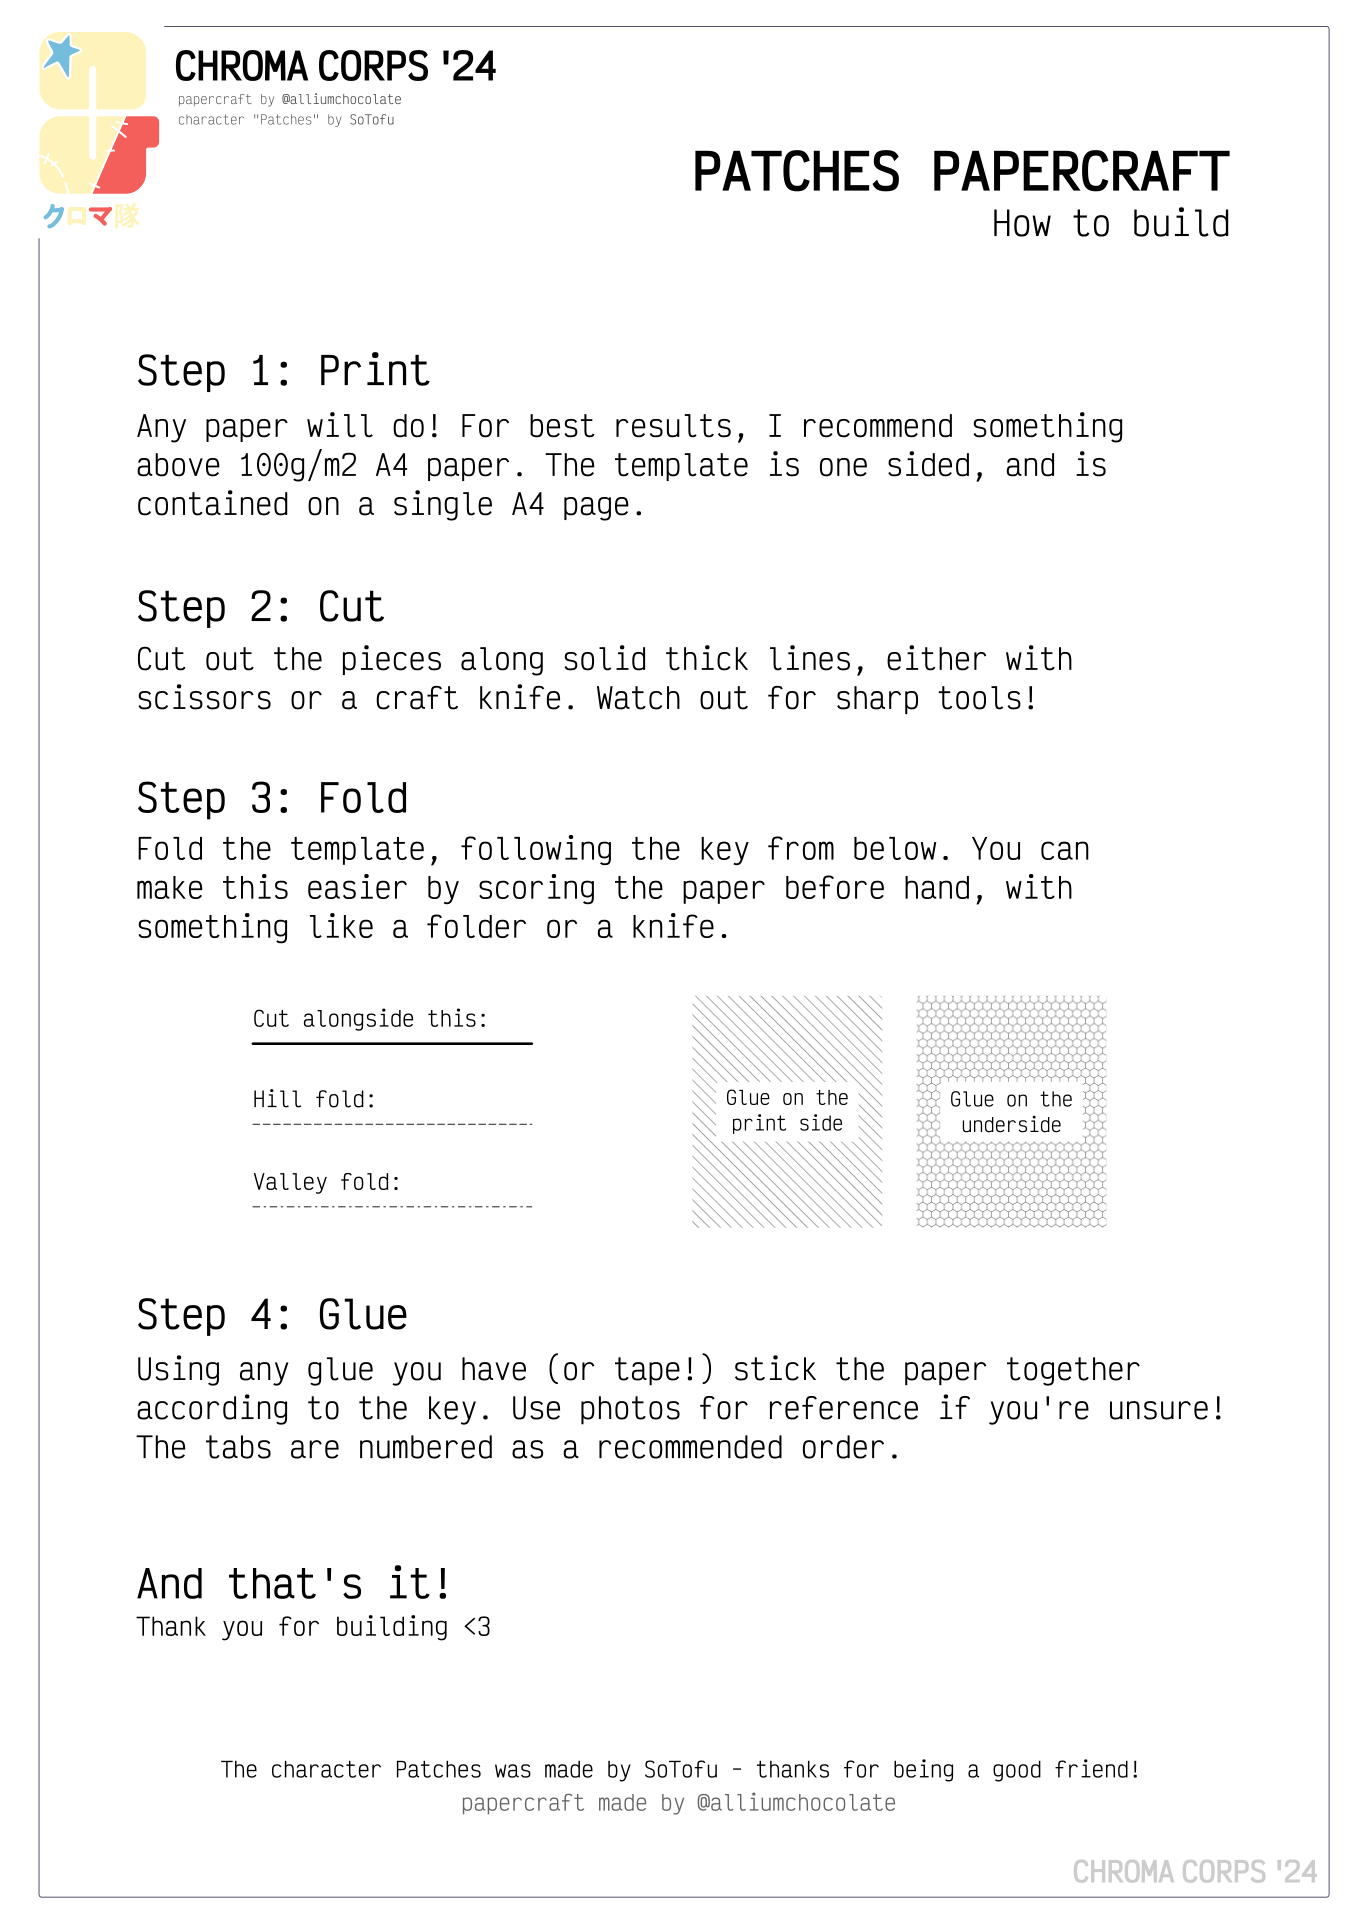 CHROMA CORPS '24
papercraft by @alliumchocolate
character "Patches" by SoTofu
クロマ隊
PATCHES PAPERCRAFT
How to build
Step 1: Print
Any paper will do! For best results, I recommend something
above 100g/m2 A4 paper. The template is one sided, and is
contained on a single A4 page.
Step 2: Cut
Cut out the pieces along solid thick lines, either with
scissors or a craft knife. Watch out for sharp tools!
Step 3: Fold
Fold the template, following the key from below. You can
make this easier by scoring the paper before hand, with
something like a folder or a knife.
Cut alongside this:
Hill fold:
Valley fold:
Glue on the
print side
Glue on the
underside
Step 4: Glue
Using any glue you have (or tape!) stick the paper together
according to the key. Use photos for reference if you're unsure!
The tabs are numbered as a recommended order.
And that's it!
Thank you for building <3
The character Patches was made by SoTofu - thanks for being a good friend!
papercraft made by @alliumchocolate
CHROMA CORPS '24